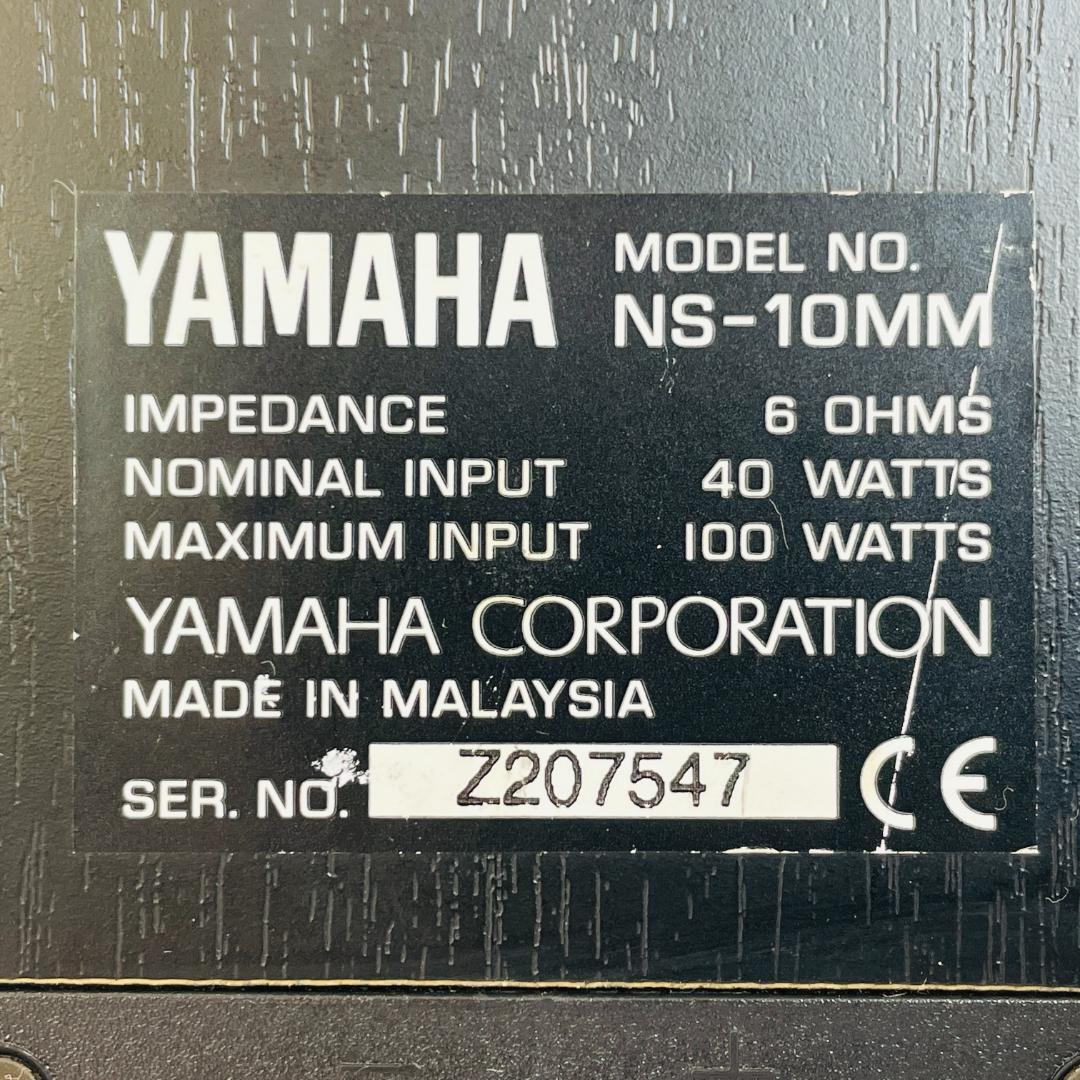 YAMAHA MODEL NO.
NS-10MM
IMPEDANCE 6 OHMS
NOMINAL INPUT 40 WATTS
MAXIMUM INPUT 100 WATTS
YAMAHA CORPORATION
MADE IN MALAYSIA
SER. NO. Z207547 CE